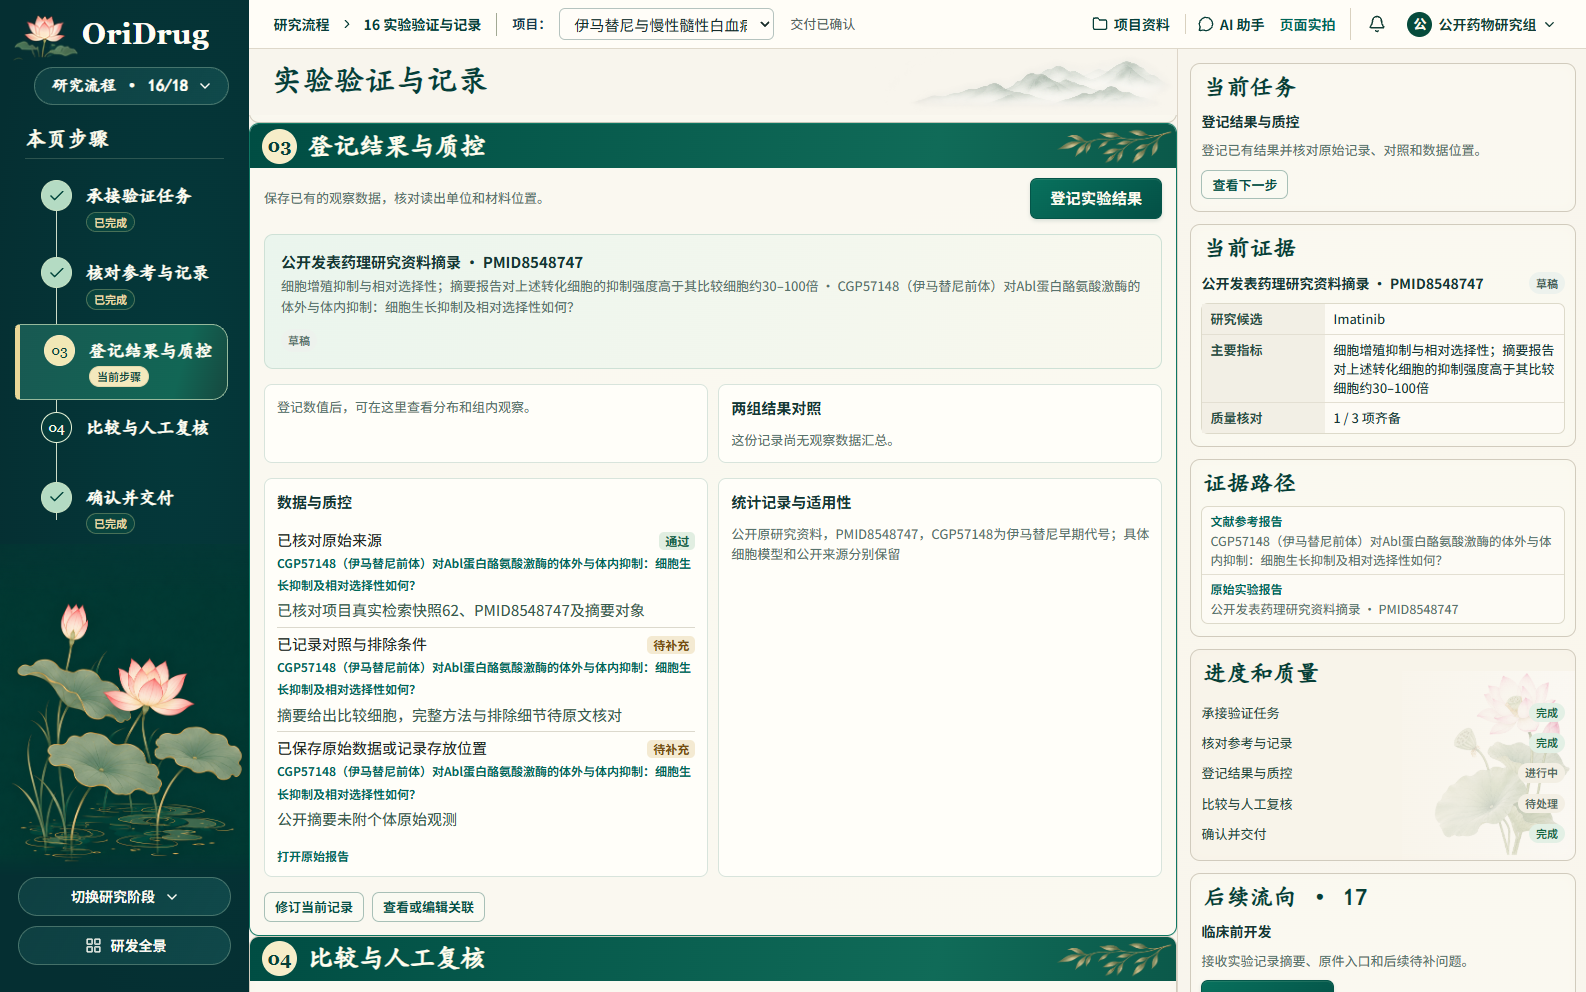 OriDrug
研究流程 • 16/18
本页步骤
承接验证任务
已完成
核对参考与记录
已完成
03 登记结果与质控
当前步骤
04 比较与人工复核
确认并交付
已完成
切换研究阶段
研发全景
研究流程 > 16 实验验证与记录
项目：
伊马替尼与慢性髓性白血
交付已确认
项目资料
AI 助手
页面实拍
公 公开药物研究组
实验验证与记录
03 登记结果与质控
保存已有的观察数据，核对读出单位和材料位置。
登记实验结果
公开发表药理研究资料摘录 • PMID8548747
细胞增殖抑制与相对选择性；摘要报告对上述转化细胞的抑制强度高于其比较细胞约30–100倍 • CGP57148（伊马替尼前体）对Abl蛋白酪氨酸激酶的
体外与体内抑制：细胞生长抑制及相对选择性如何？
草稿
登记数值后，可在这里查看分布和组内观察。
两组结果对照
这份记录尚无观察数据汇总。
数据与质控
已核对原始来源
通过
CGP57148（伊马替尼前体）对Abl蛋白酪氨酸激酶的体外与体内抑制：细胞生
长抑制及相对选择性如何？
已核对项目真实检索快照62、PMID8548747及摘要对象
已记录对照与排除条件
待补充
CGP57148（伊马替尼前体）对Abl蛋白酪氨酸激酶的体外与体内抑制：细胞生
长抑制及相对选择性如何？
摘要给出比较细胞，完整方法与排除细节待原文核对
已保存原始数据或记录存放位置
待补充
CGP57148（伊马替尼前体）对Abl蛋白酪氨酸激酶的体外与体内抑制：细胞生
长抑制及相对选择性如何？
公开摘要未附个体原始观测
打开原始报告
统计记录与适用性
公开原研究资料，PMID8548747，CGP57148为伊马替尼早期代号；具体
细胞模型和公开来源分别保留
修订当前记录
查看或编辑关联
04 比较与人工复核
当前任务
登记结果与质控
登记已有结果并核对原始记录、对照和数据位置。
查看下一步
当前证据
公开发表药理研究资料摘录 • PMID8548747
草稿
研究候选
Imatinib
主要指标
细胞增殖抑制与相对选择性；摘要报告
对上述转化细胞的抑制强度高于其比较
细胞约30–100倍
质量核对
1 / 3 项齐备
证据路径
文献参考报告
CGP57148（伊马替尼前体）对Abl蛋白酪氨酸激酶的体外与体
内抑制：细胞生长抑制及相对选择性如何？
原始实验报告
公开发表药理研究资料摘录 • PMID8548747
进度和质量
承接验证任务
完成
核对参考与记录
完成
登记结果与质控
进行中
比较与人工复核
待处理
确认并交付
完成
后续流向 • 17
临床前开发
接收实验记录摘要、原件入口和后续待补问题。